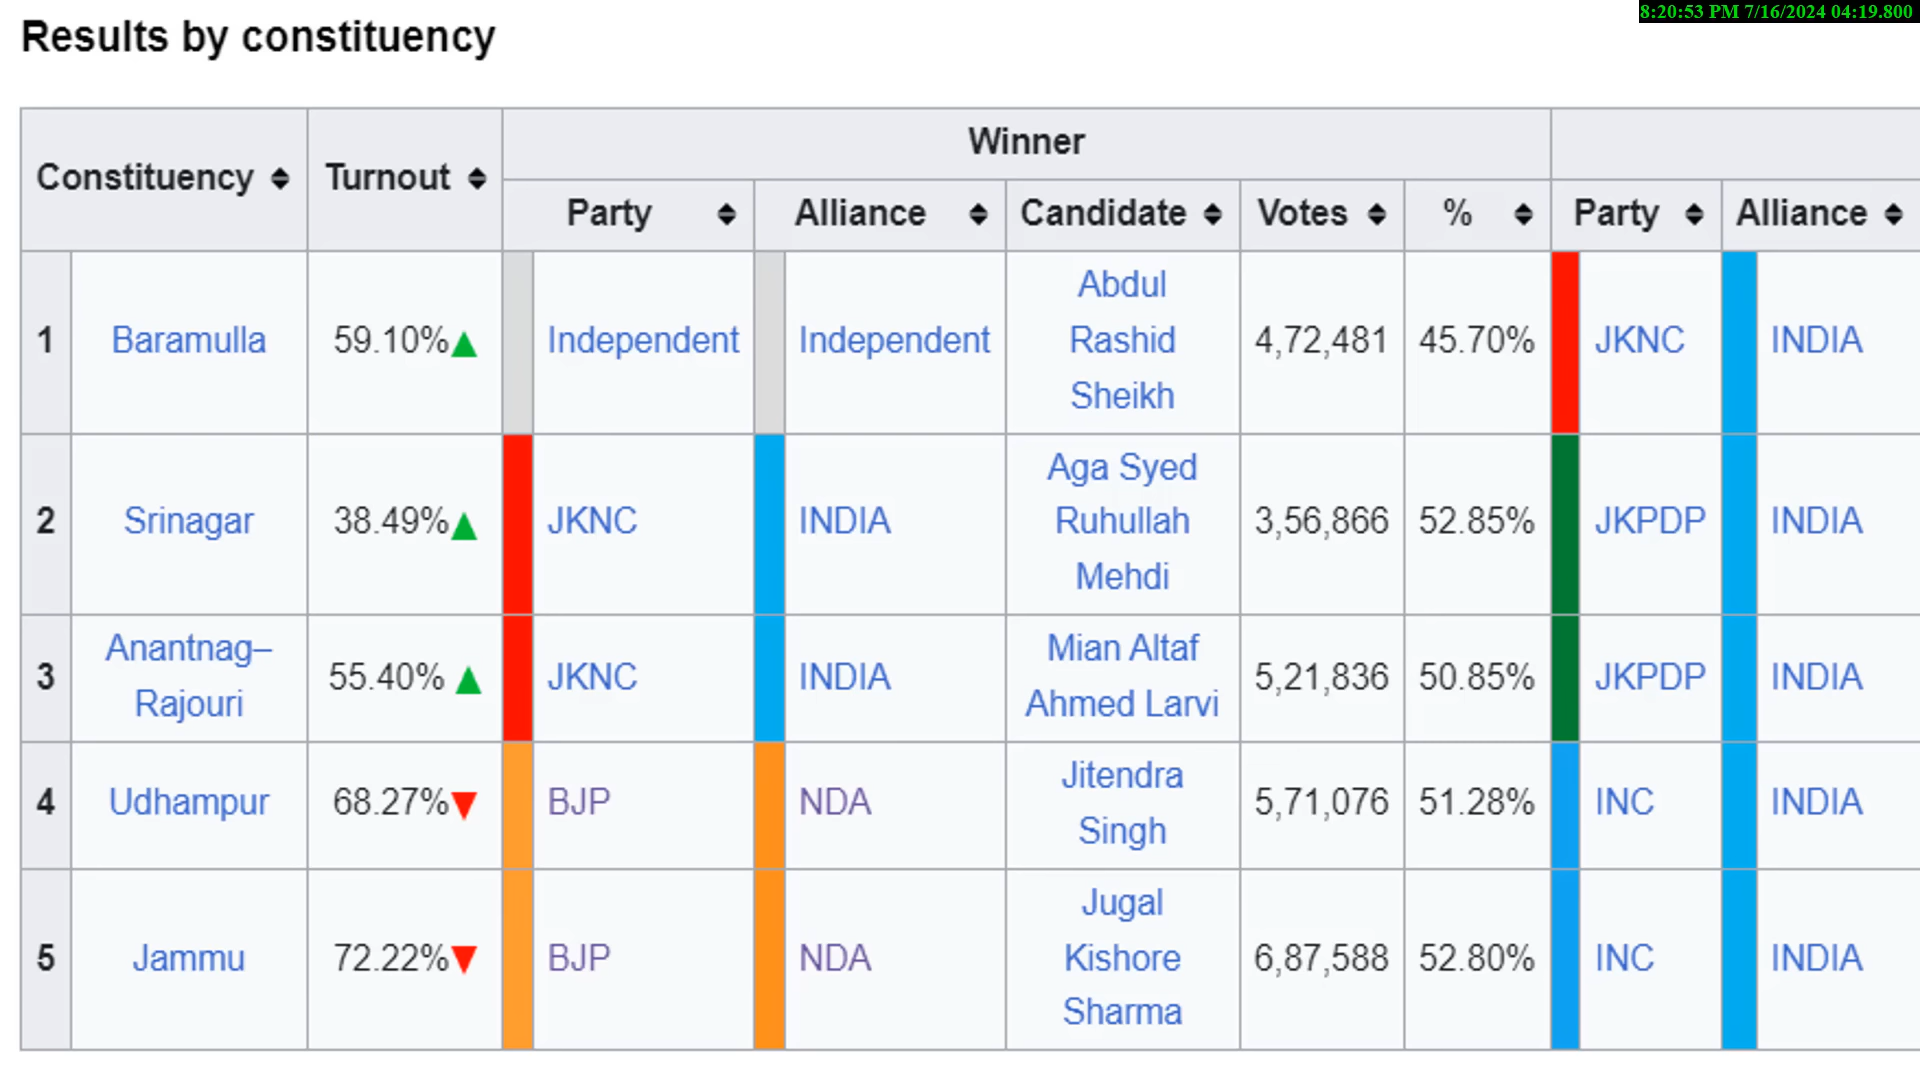 8:20:53 PM 7/16/2024 04:19.800
Results by constituency
Constituency Turnout Winner
Party Alliance Candidate Votes % Party Alliance
1 Baramulla 59.10%▲ Independent Independent Abdul Rashid Sheikh 4,72,481 45.70% JKNC INDIA
2 Srinagar 38.49%▲ JKNC INDIA Aga Syed Ruhullah Mehdi 3,56,866 52.85% JKPDP INDIA
3 Anantnag–Rajouri 55.40% ▲ JKNC INDIA Mian Altaf Ahmed Larvi 5,21,836 50.85% JKPDP INDIA
4 Udhampur 68.27%▼ BJP NDA Jitendra Singh 5,71,076 51.28% INC INDIA
5 Jammu 72.22%▼ BJP NDA Jugal Kishore Sharma 6,87,588 52.80% INC INDIA